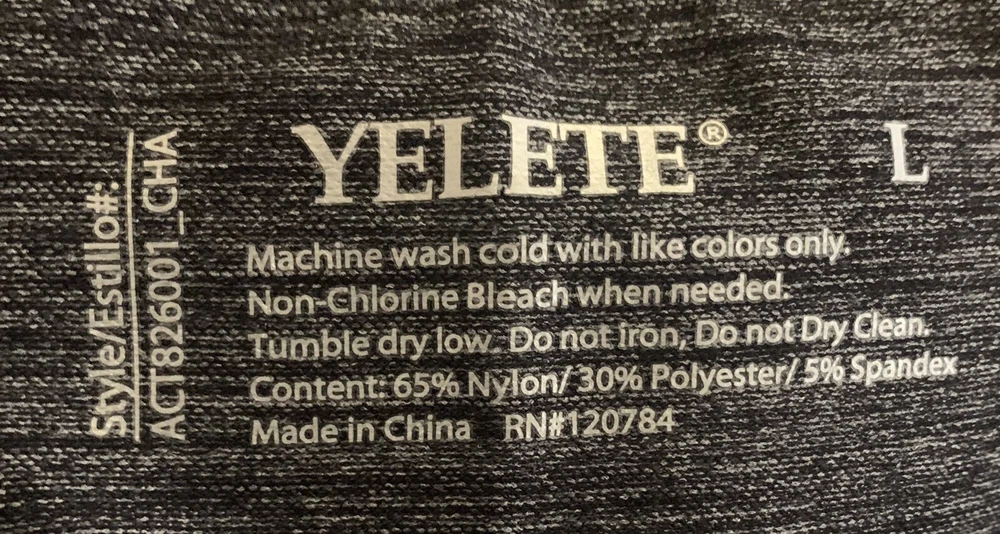 YELETE®
L
Machine wash cold with like colors only.
Non-Chlorine Bleach when needed.
Tumble dry low. Do not iron, Do not Dry Clean.
Content: 65% Nylon/ 30% Polyester/ 5% Spandex
Made in China RN#120784
Style/Estillo#:
ACT826001_CHA